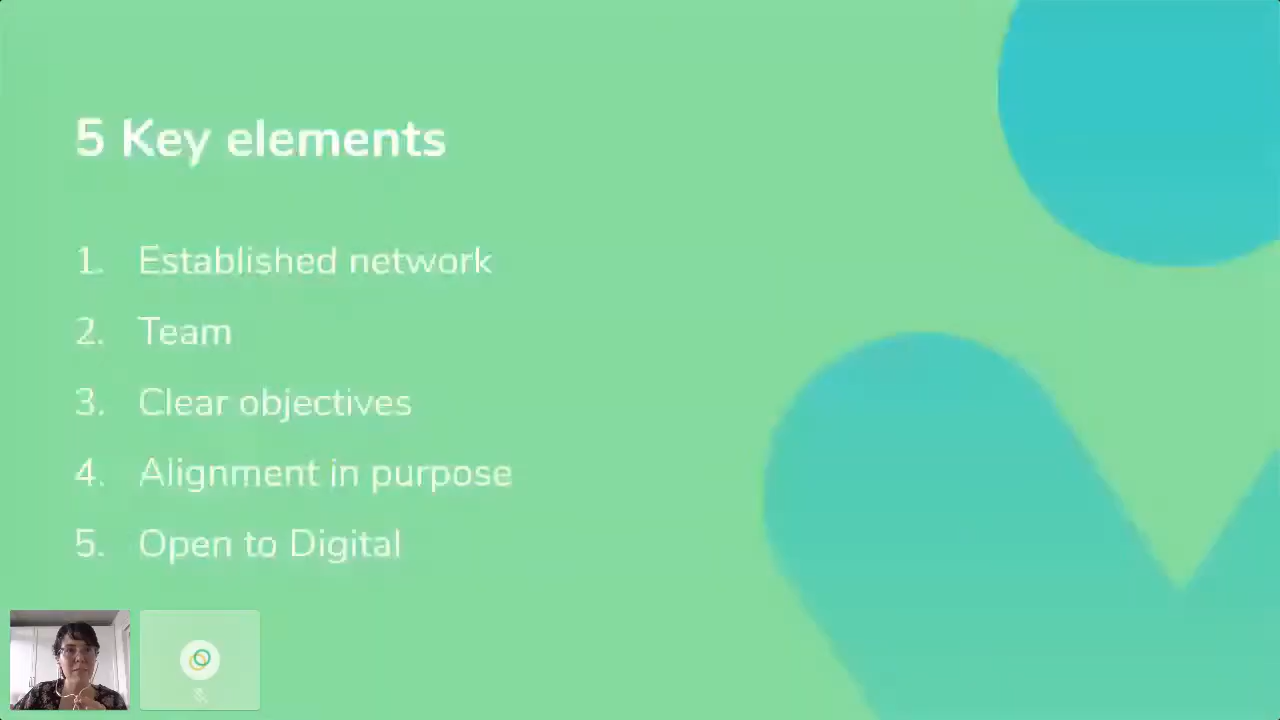 5 Key elements
1. Established network
2. Team
3. Clear objectives
4. Alignment in purpose
5. Open to Digital